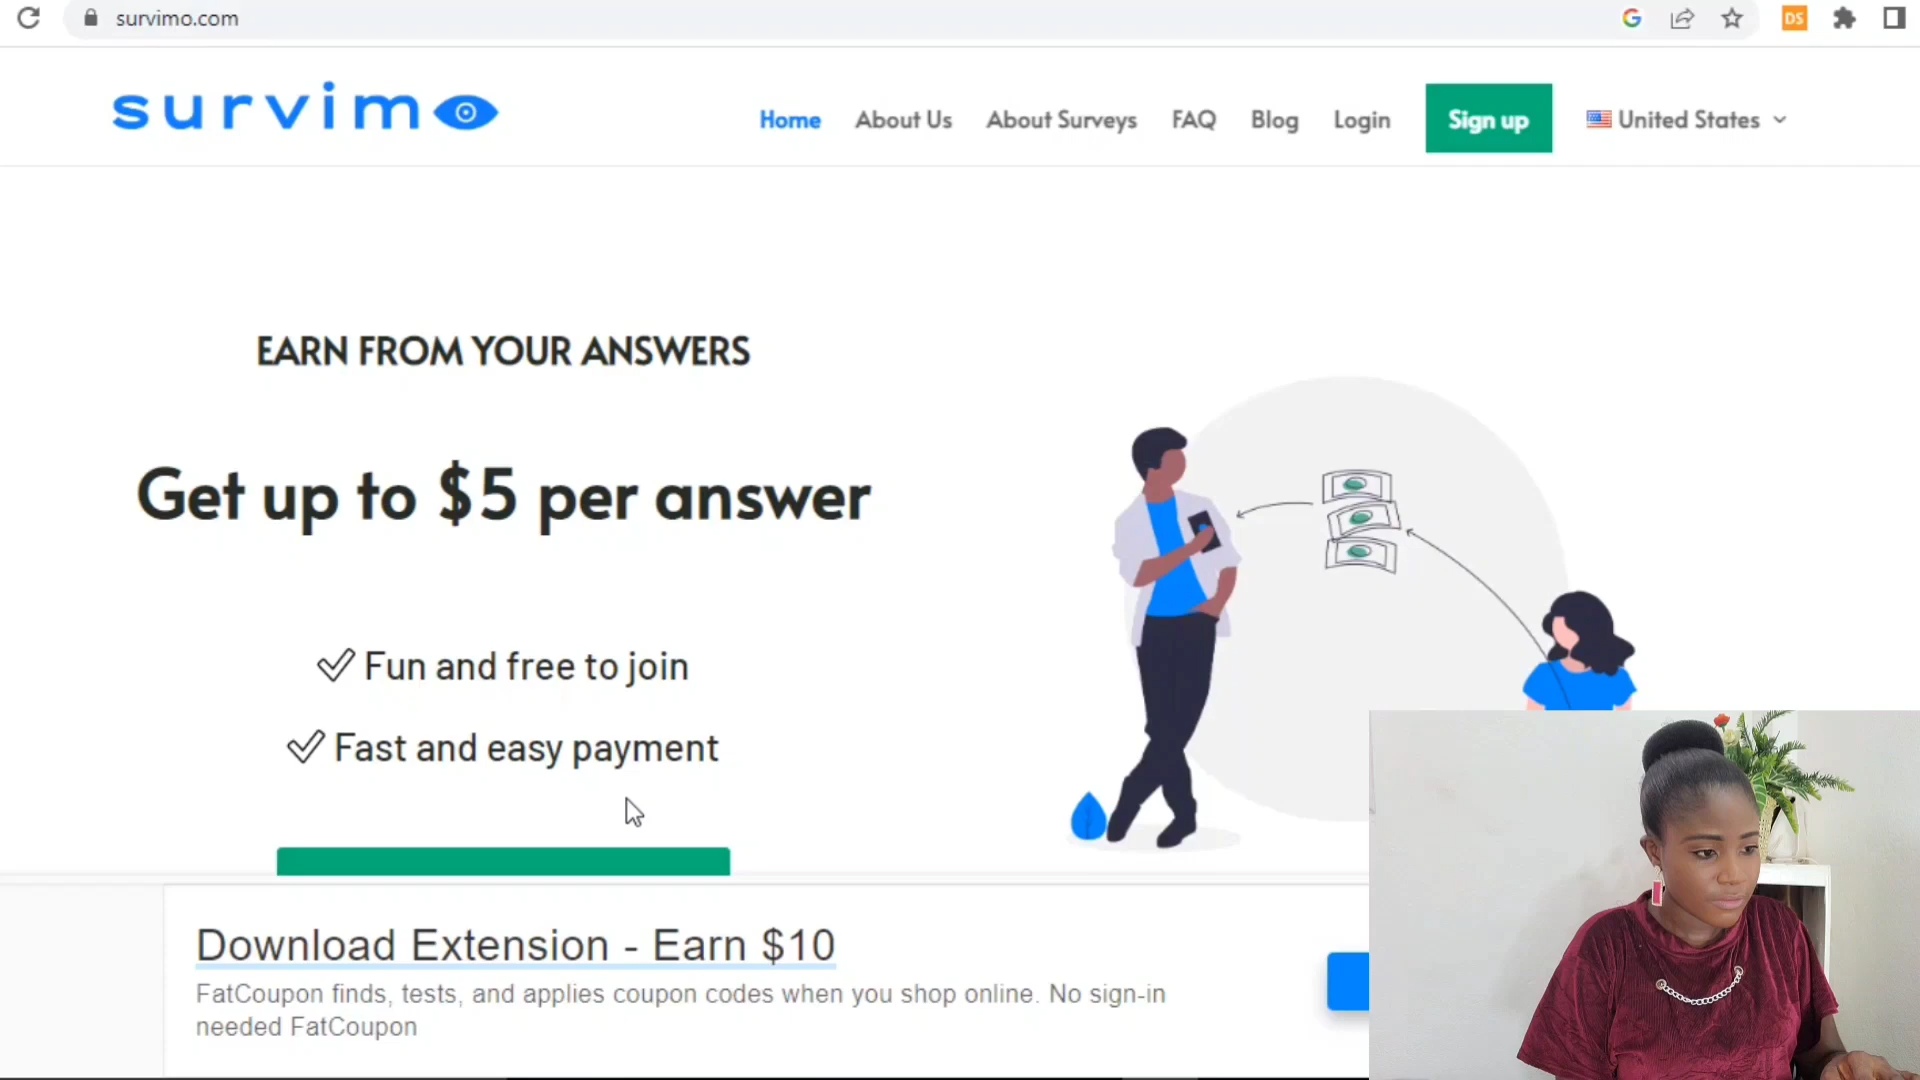 survimo.com
DS
survimo
Home
About Us
About Surveys
FAQ
Blog
Login
Sign up
United States
EARN FROM YOUR ANSWERS
Get up to $5 per answer
Fun and free to join
Fast and easy payment
Download Extension - Earn $10
FatCoupon finds, tests, and applies coupon codes when you shop online. No sign-in
needed FatCoupon